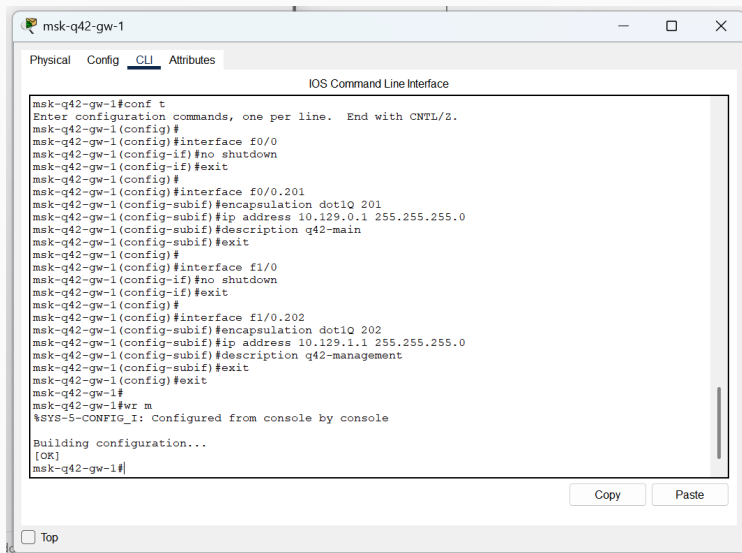 msk-q42-gw-1
Physical Config CLI Attributes
IOS Command Line Interface
msk-q42-gw-1#conf t
Enter configuration commands, one per line.  End with CNTL/Z.
msk-q42-gw-1(config)#
msk-q42-gw-1(config)#interface f0/0
msk-q42-gw-1(config-if)#no shutdown
msk-q42-gw-1(config-if)#exit
msk-q42-gw-1(config)#
msk-q42-gw-1(config)#interface f0/0.201
msk-q42-gw-1(config-subif)#encapsulation dot1Q 201
msk-q42-gw-1(config-subif)#ip address 10.129.0.1 255.255.255.0
msk-q42-gw-1(config-subif)#description q42-main
msk-q42-gw-1(config-subif)#exit
msk-q42-gw-1(config)#
msk-q42-gw-1(config)#interface f1/0
msk-q42-gw-1(config-if)#no shutdown
msk-q42-gw-1(config-if)#exit
msk-q42-gw-1(config)#
msk-q42-gw-1(config)#interface f1/0.202
msk-q42-gw-1(config-subif)#encapsulation dot1Q 202
msk-q42-gw-1(config-subif)#ip address 10.129.1.1 255.255.255.0
msk-q42-gw-1(config-subif)#description q42-management
msk-q42-gw-1(config-subif)#exit
msk-q42-gw-1(config)#exit
msk-q42-gw-1#
msk-q42-gw-1#wr m
%SYS-5-CONFIG_I: Configured from console by console
Building configuration...
[OK]
msk-q42-gw-1#
Copy Paste
Top